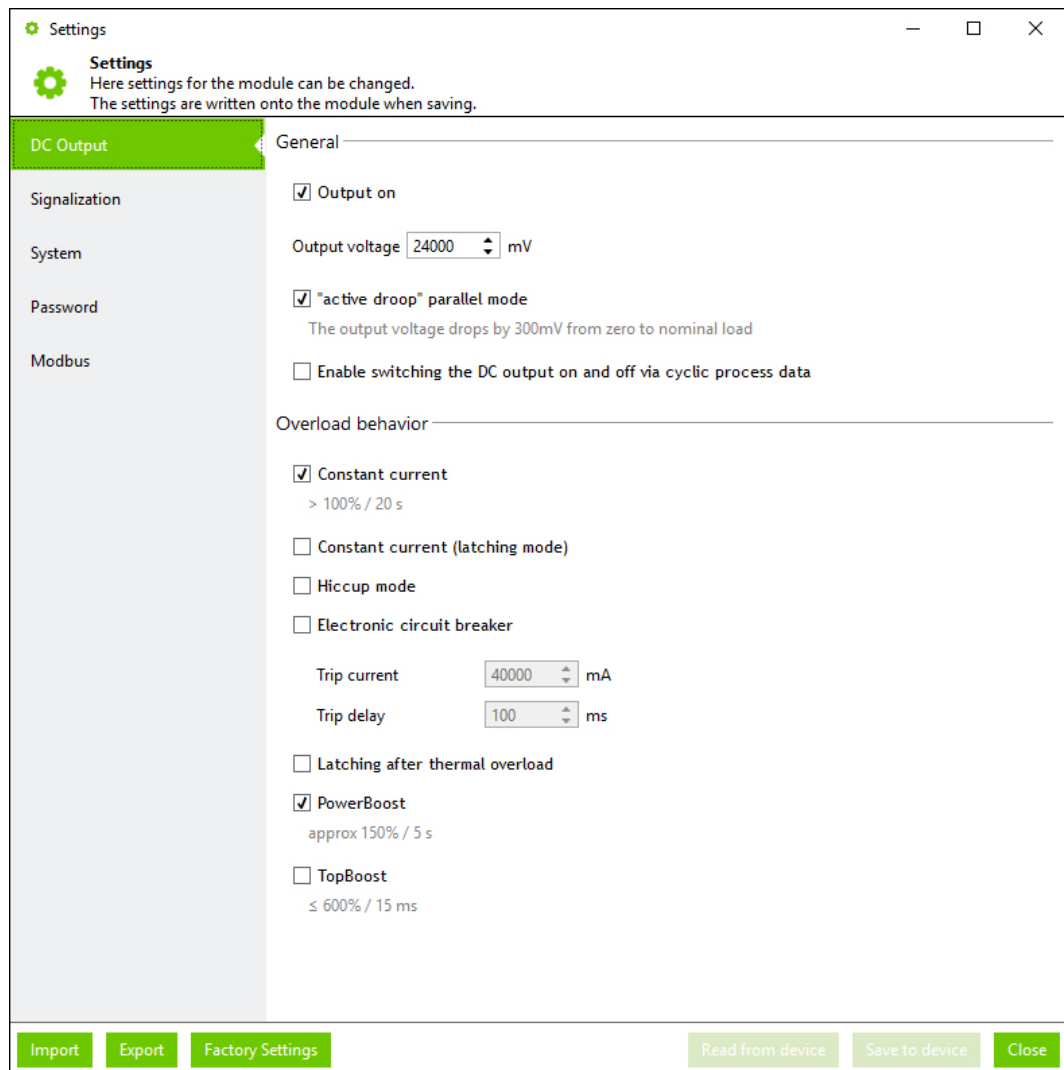 Settings
Settings
Here settings for the module can be changed.
The settings are written onto the module when saving.
DC Output
Signalization
System
Password
Modbus
General
Output on
Output voltage 24000 mV
"active droop" parallel mode
The output voltage drops by 300mV from zero to nominal load
Enable switching the DC output on and off via cyclic process data
Overload behavior
Constant current
> 100% / 20 s
Constant current (latching mode)
Hiccup mode
Electronic circuit breaker
Trip current 40000 mA
Trip delay 100 ms
Latching after thermal overload
PowerBoost
approx 150% / 5 s
TopBoost
≤ 600% / 15 ms
Import Export Factory Settings Read from device Save to device Close